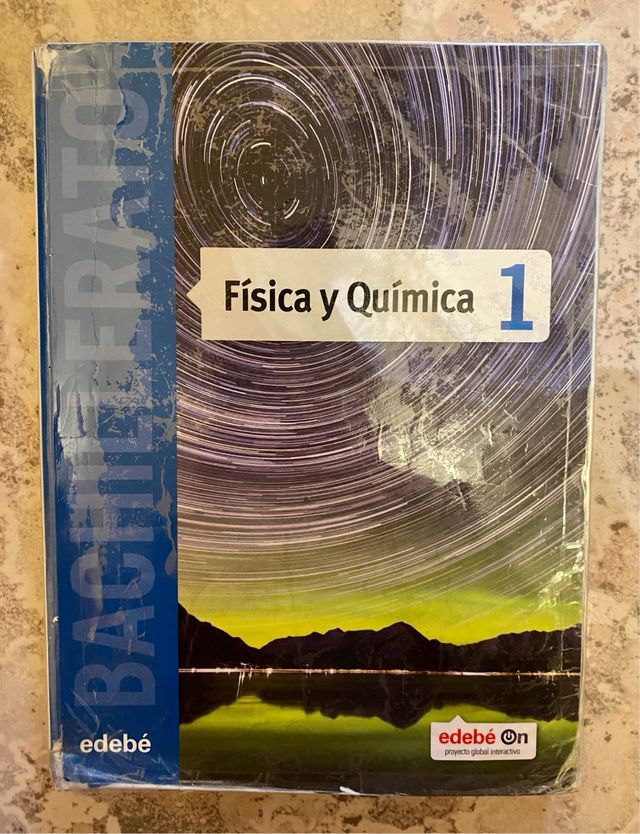 BACHILLERATO
Física y Química 1
edebé
edebé On
proyecto global interactivo